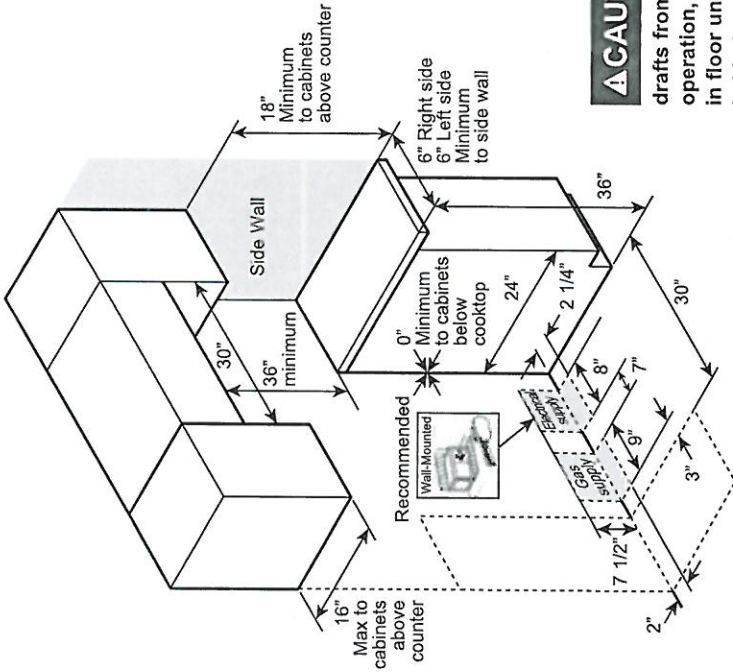 18"
Minimum
to cabinets
above counter
Side Wall
6" Right side
6" Left side
Minimum
to side wall
30"
36"
minimum
0"
Minimum
to cabinets
below
cooktop
24"
36"
2 1/4"
30"
16"
Max to
cabinets
above
counter
Recommended
Wall-Mounted
Electrical
supply
Gas
supply
8"
7"
9"
3"
7 1/2"
2"
⚠CAU
drafts from
operation,
in floor un